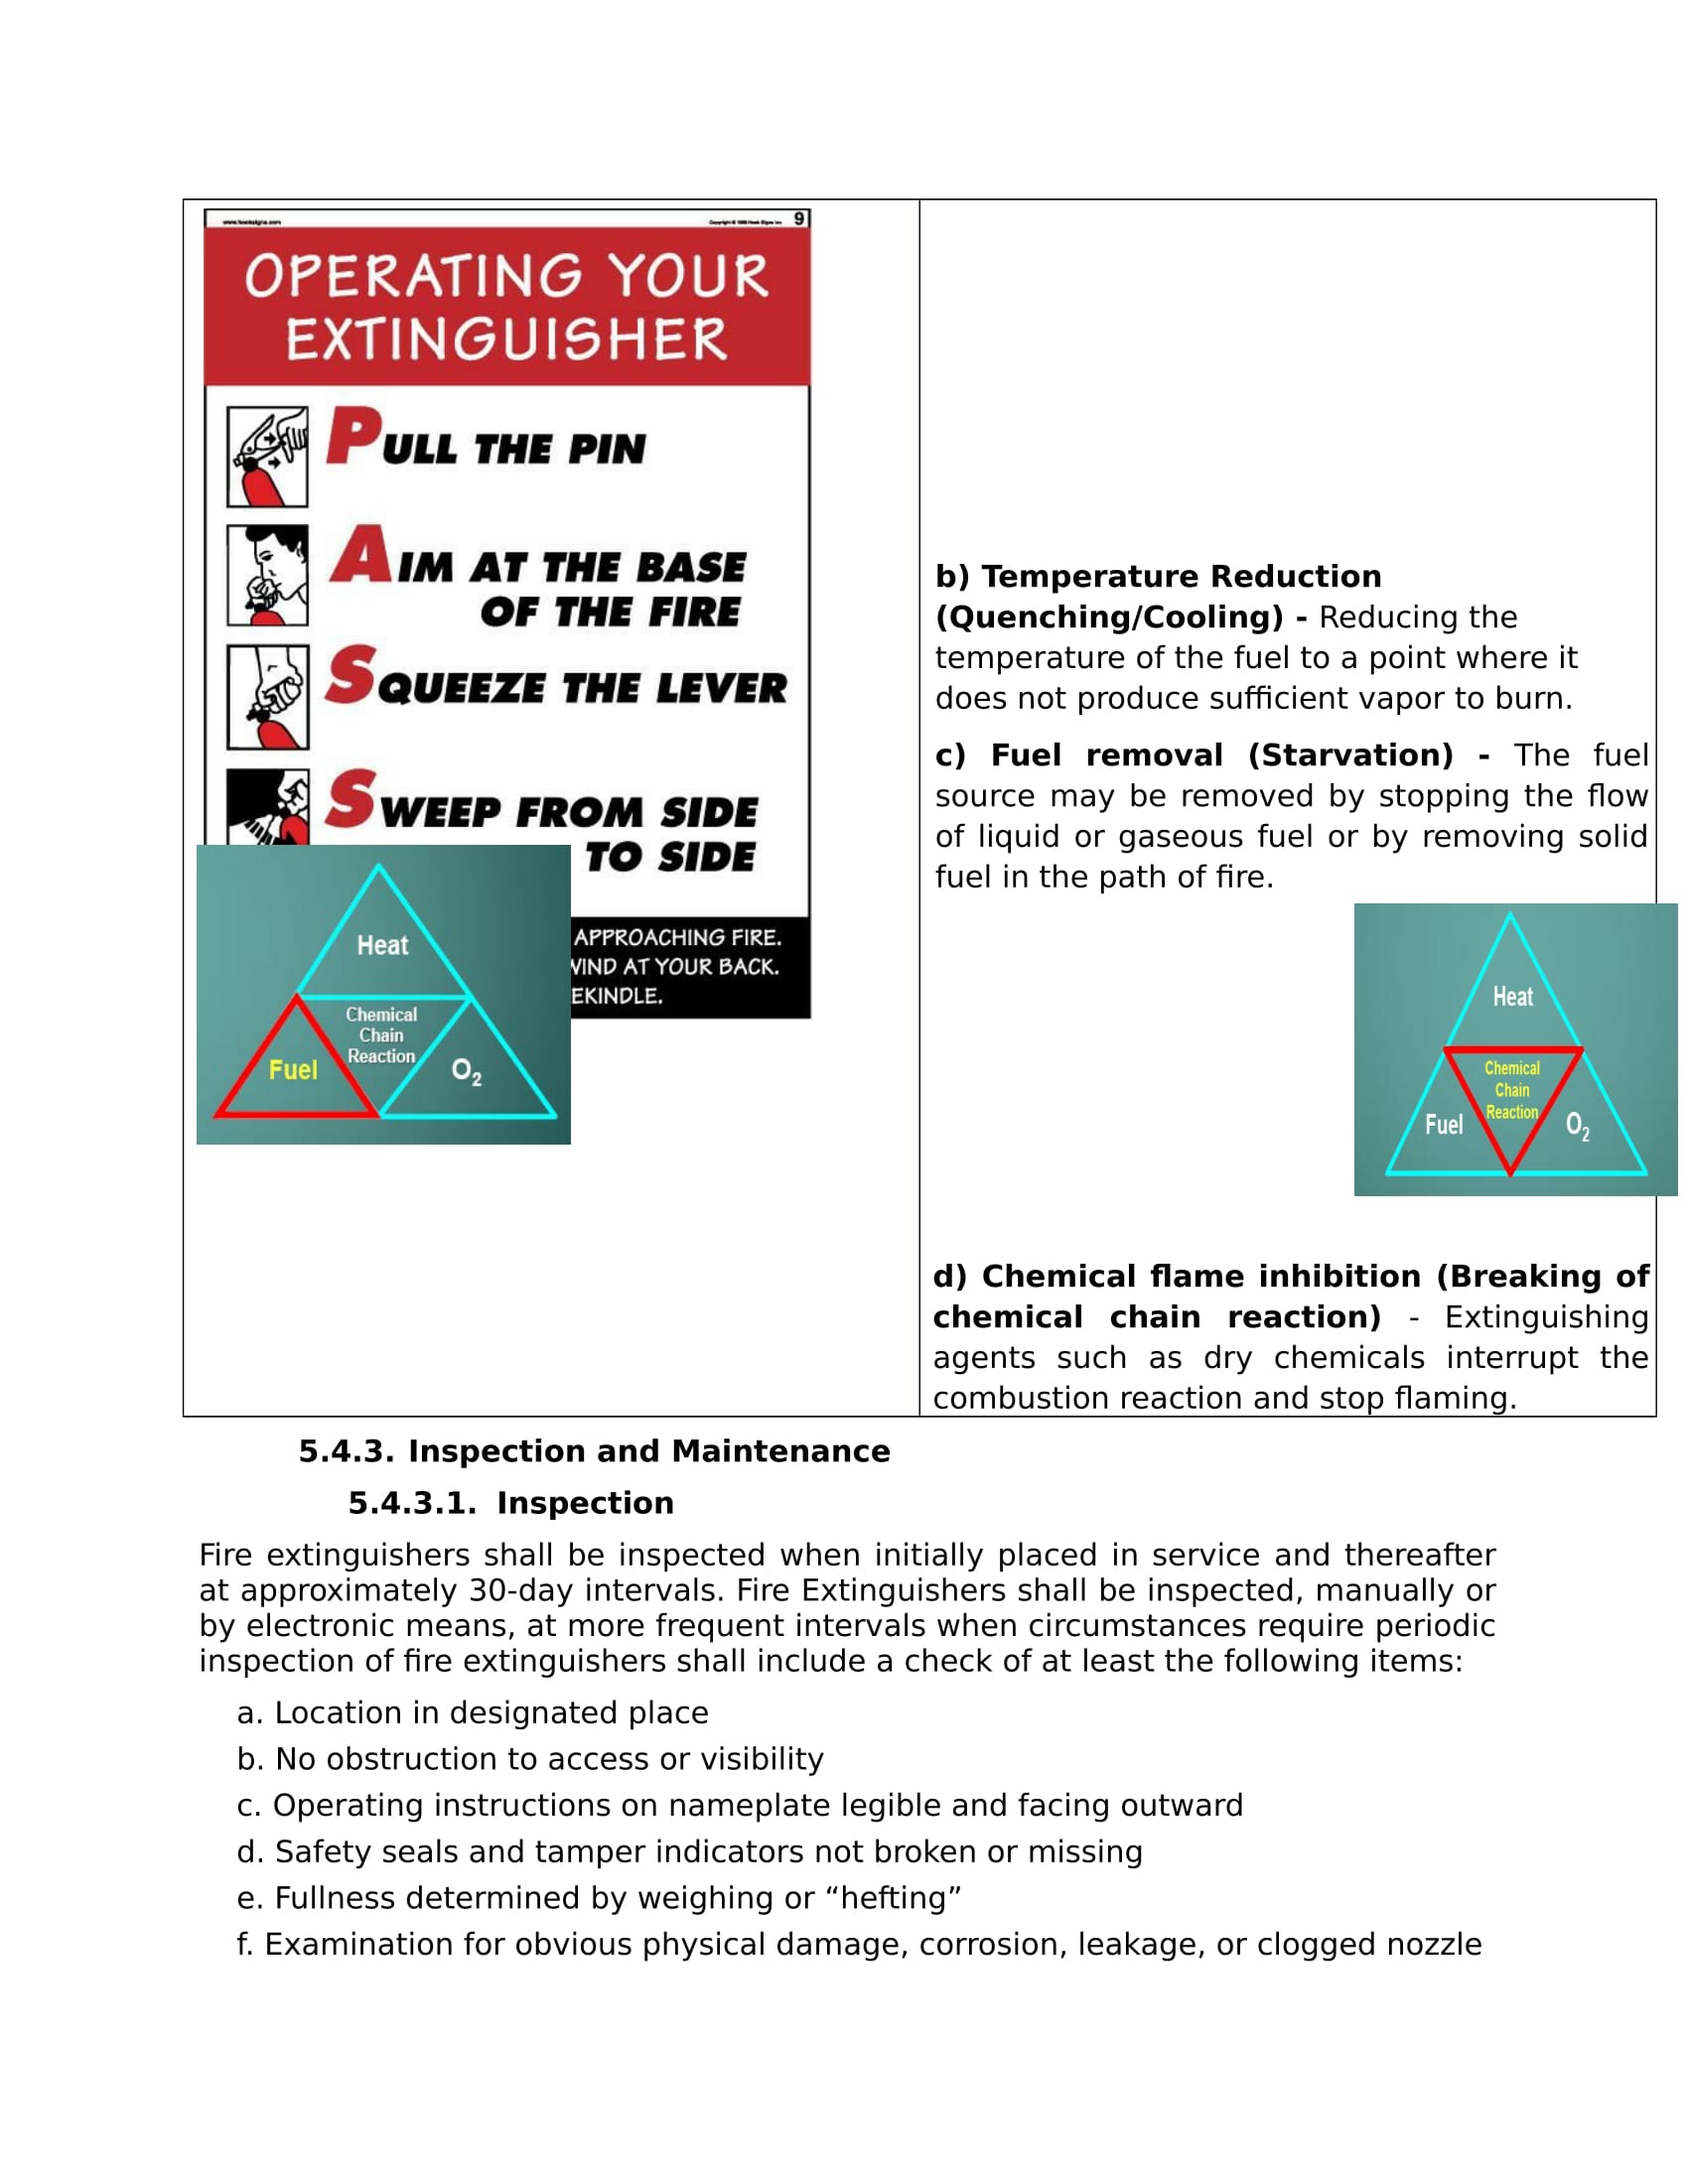 www.hooksigns.com
9
OPERATING YOUR
EXTINGUISHER
PULL THE PIN
AIM AT THE BASE
OF THE FIRE
SQUEEZE THE LEVER
SWEEP FROM SIDE
TO SIDE
APPROACHING FIRE.
WIND AT YOUR BACK.
EKINDLE.
Heat
Chemical
Chain
Reaction
Fuel
O₂
b) Temperature Reduction
(Quenching/Cooling) - Reducing the
temperature of the fuel to a point where it
does not produce sufficient vapor to burn.
c) Fuel removal (Starvation) - The fuel
source may be removed by stopping the flow
of liquid or gaseous fuel or by removing solid
fuel in the path of fire.
Heat
Chemical
Chain
Reaction
Fuel
O₂
d) Chemical flame inhibition (Breaking of
chemical chain reaction) - Extinguishing
agents such as dry chemicals interrupt the
combustion reaction and stop flaming.
5.4.3. Inspection and Maintenance
5.4.3.1. Inspection
Fire extinguishers shall be inspected when initially placed in service and thereafter
at approximately 30-day intervals. Fire Extinguishers shall be inspected, manually or
by electronic means, at more frequent intervals when circumstances require periodic
inspection of fire extinguishers shall include a check of at least the following items:
a. Location in designated place
b. No obstruction to access or visibility
c. Operating instructions on nameplate legible and facing outward
d. Safety seals and tamper indicators not broken or missing
e. Fullness determined by weighing or “hefting”
f. Examination for obvious physical damage, corrosion, leakage, or clogged nozzle